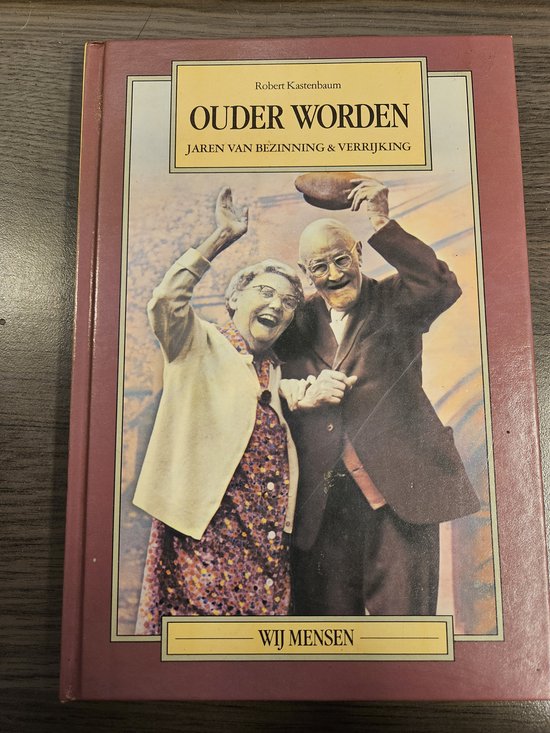 Robert Kastenbaum
OUDER WORDEN
JAREN VAN BEZINNING & VERRIJKING
WIJ MENSEN